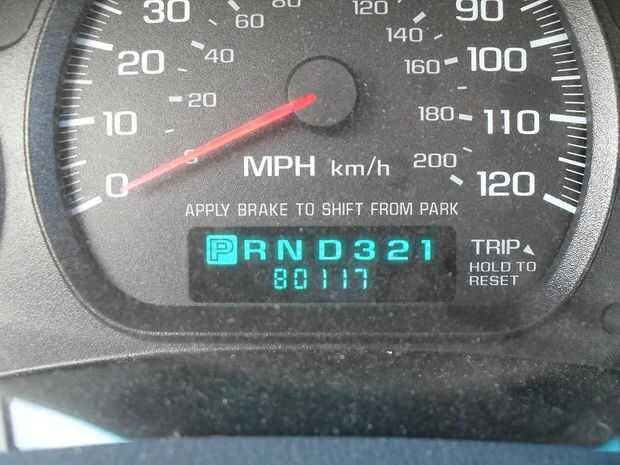 30 60 80 120 90
20 40 140 100
160
10 20 180 110
0 MPH km/h 200 120
APPLY BRAKE TO SHIFT FROM PARK
PRND321 TRIP
80117 HOLD TO
RESET